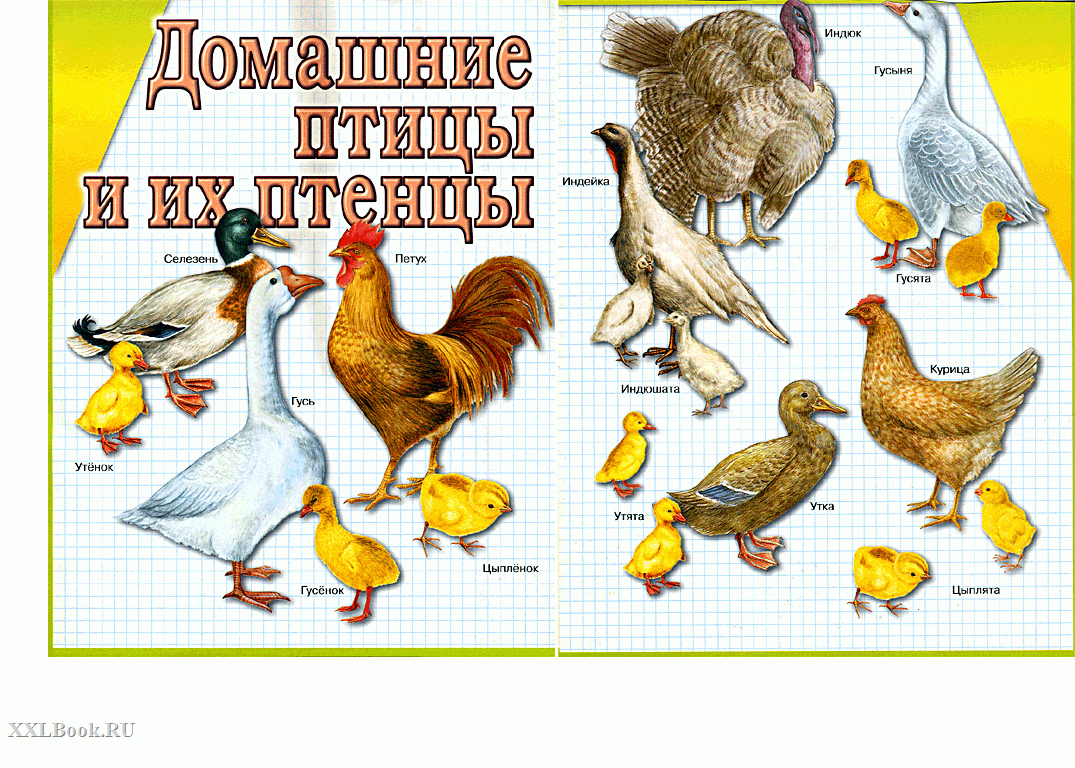 Домашние
птицы
и их птенцы
Селезень
Петух
Гусь
Утёнок
Цыплёнок
Гусёнок
Индюк
Гусыня
Индейка
Гусята
Индюшата
Курица
Утята
Утка
Цыплята
XXLBook.RU